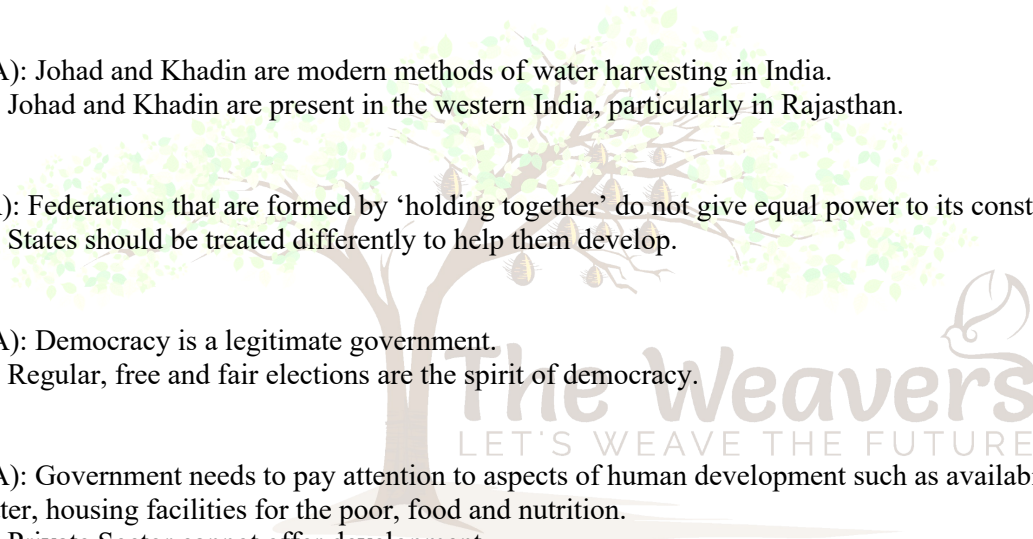 A): Johad and Khadin are modern methods of water harvesting in India.
Johad and Khadin are present in the western India, particularly in Rajasthan.
): Federations that are formed by ‘holding together’ do not give equal power to its const
States should be treated differently to help them develop.
A): Democracy is a legitimate government.
Regular, free and fair elections are the spirit of democracy.
The Weavers
LET'S WEAVE THE FUTURE
A): Government needs to pay attention to aspects of human development such as availab
ter, housing facilities for the poor, food and nutrition.
Private Sector cannot offer development